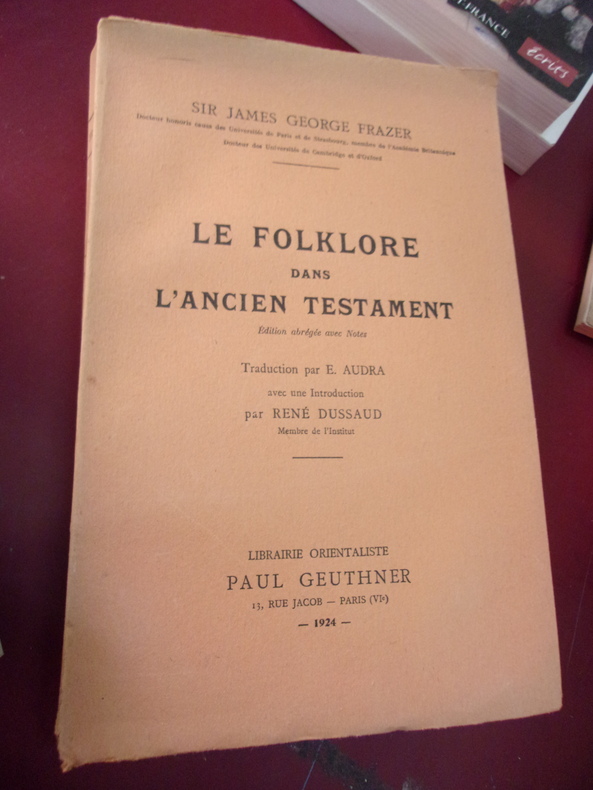 T-FRANCE
Écrits
SIR JAMES GEORGE FRAZER
Docteur honoris causa des Universités de Paris et de Strasbourg, membre de l'Académie Britannique
Docteur des Universités de Cambridge et d'Oxford
LE FOLKLORE
DANS
L'ANCIEN TESTAMENT
Édition abrégée avec Notes
Traduction par E. AUDRA
avec une Introduction
par RENÉ DUSSAUD
Membre de l'Institut
LIBRAIRIE ORIENTALISTE
PAUL GEUTHNER
13, RUE JACOB — PARIS (VIe)
— 1924 —